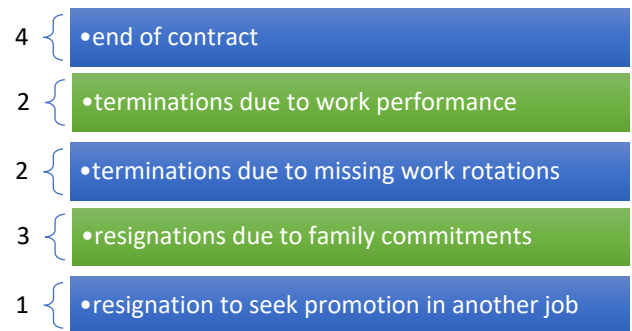 4 •end of contract
2 •terminations due to work performance
2 •terminations due to missing work rotations
3 •resignations due to family commitments
1 •resignation to seek promotion in another job